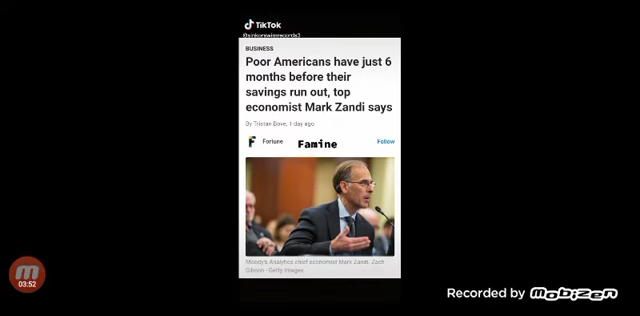 TikTok
BUSINESS
Poor Americans have just 6
months before their
savings run out, top
economist Mark Zandi says
By Tristan Bove, 1 day ago
F Fortune Famine Follow
Moody's Analytics chief economist Mark Zandi. Zach
Gibson - Getty Images
03:52
Recorded by mobizen